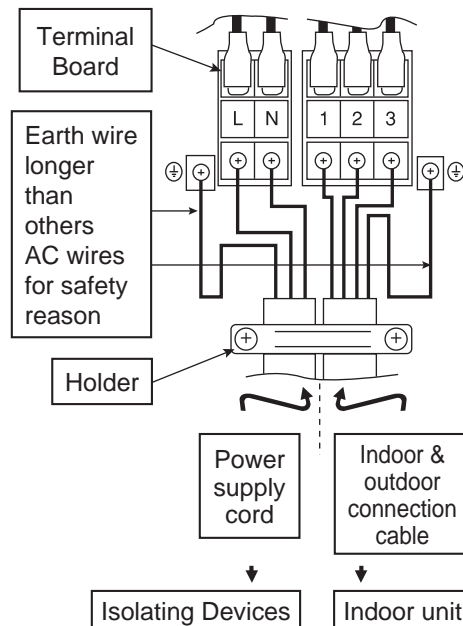 Terminal
Board
L N 1 2 3
Earth wire
longer
than
others
AC wires
for safety
reason
Holder
Power
supply
cord
Indoor &
outdoor
connection
cable
Isolating Devices
Indoor unit